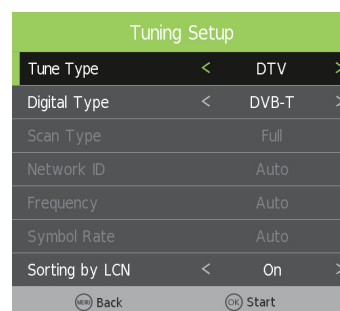 Tuning Setup
Tune Type < DTV >
Digital Type < DVB-T >
Scan Type Full
Network ID Auto
Frequency Auto
Symbol Rate Auto
Sorting by LCN < On >
MENU Back OK Start